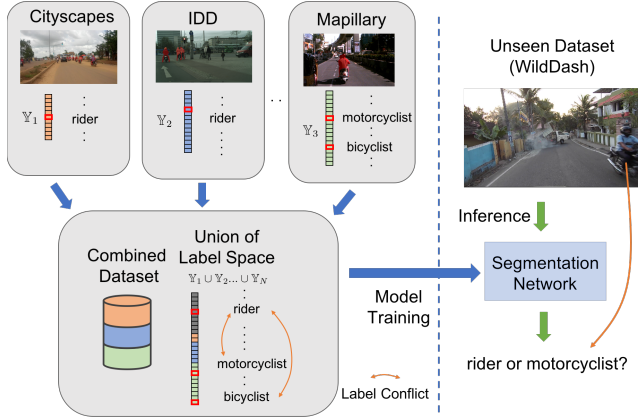 Cityscapes
IDD
Mapillary
𝕐1
rider
𝕐2
rider
𝕐3
motorcyclist
bicyclist
Combined
Dataset
Union of
Label Space
𝕐1 ∪ 𝕐2... ∪ 𝕐N
rider
motorcyclist
bicyclist
Model
Training
Label Conflict
Unseen Dataset
(WildDash)
Inference
Segmentation
Network
rider or motorcyclist?